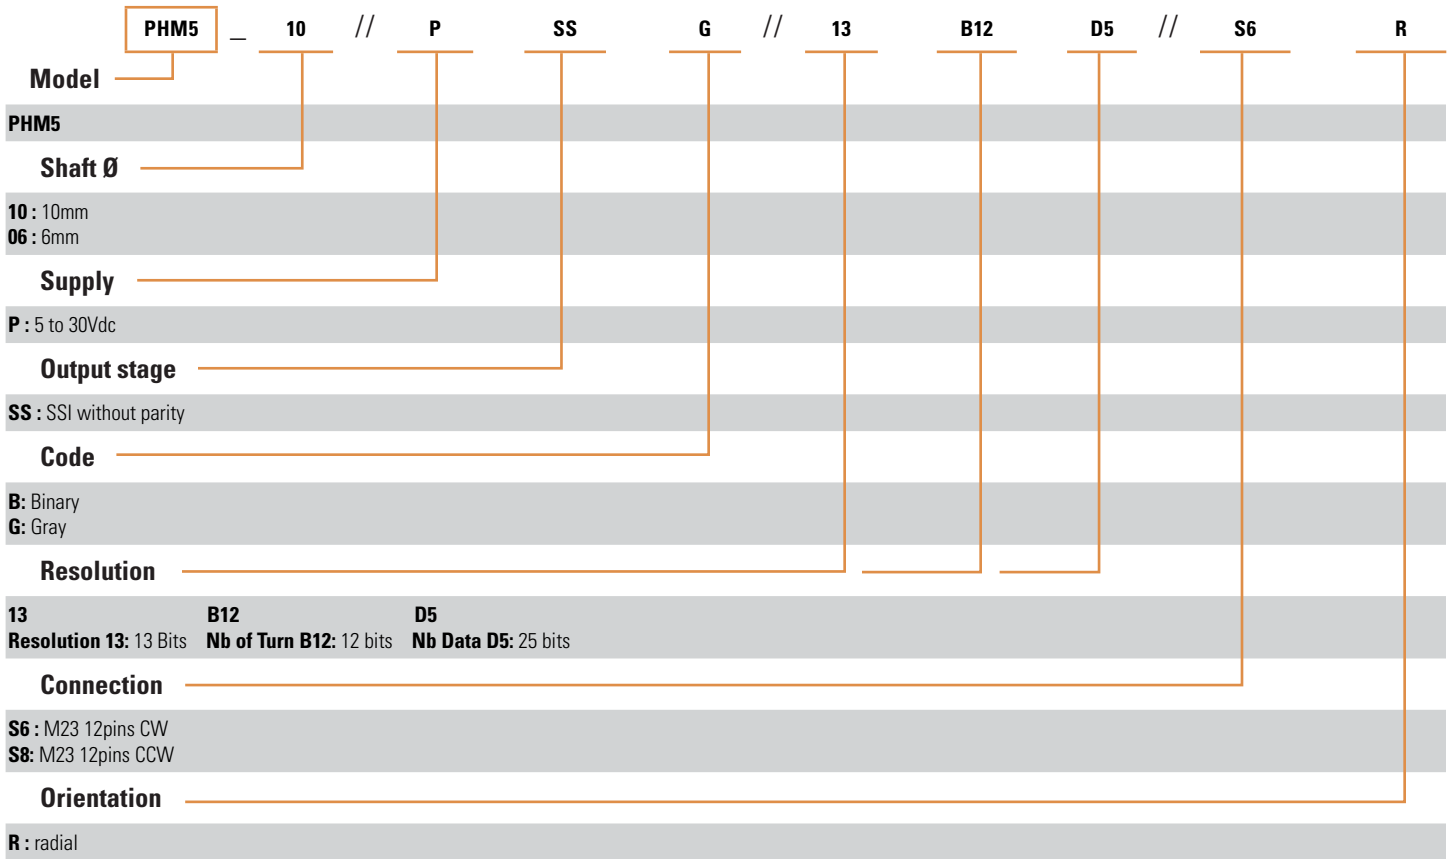 PHM5 _ 10 // P SS G // 13 B12 D5 // S6 R
Model
PHM5
Shaft Ø
10 : 10mm
06 : 6mm
Supply
P : 5 to 30Vdc
Output stage
SS : SSI without parity
Code
B: Binary
G: Gray
Resolution
13 B12 D5
Resolution 13: 13 Bits Nb of Turn B12: 12 bits Nb Data D5: 25 bits
Connection
S6 : M23 12pins CW
S8: M23 12pins CCW
Orientation
R : radial